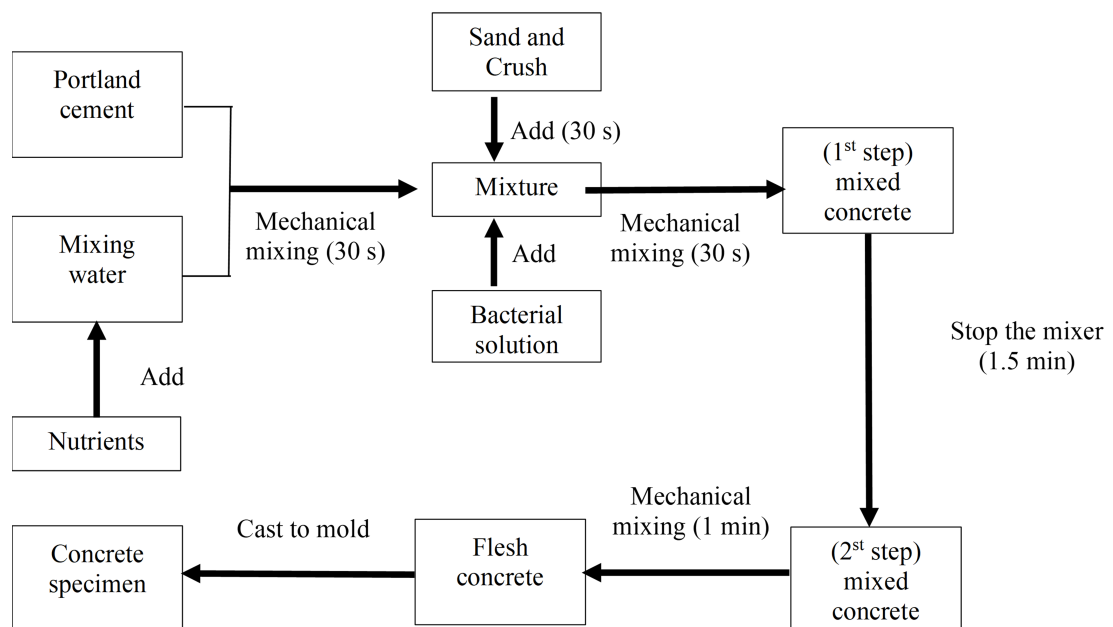 Portland
cement
Mixing
water
Add
Nutrients
Mechanical
mixing (30 s)
Sand and
Crush
Add (30 s)
Mixture
Add
Bacterial
solution
Mechanical
mixing (30 s)
(1st step)
mixed
concrete
Stop the mixer
(1.5 min)
(2st step)
mixed
concrete
Mechanical
mixing (1 min)
Flesh
concrete
Cast to mold
Concrete
specimen